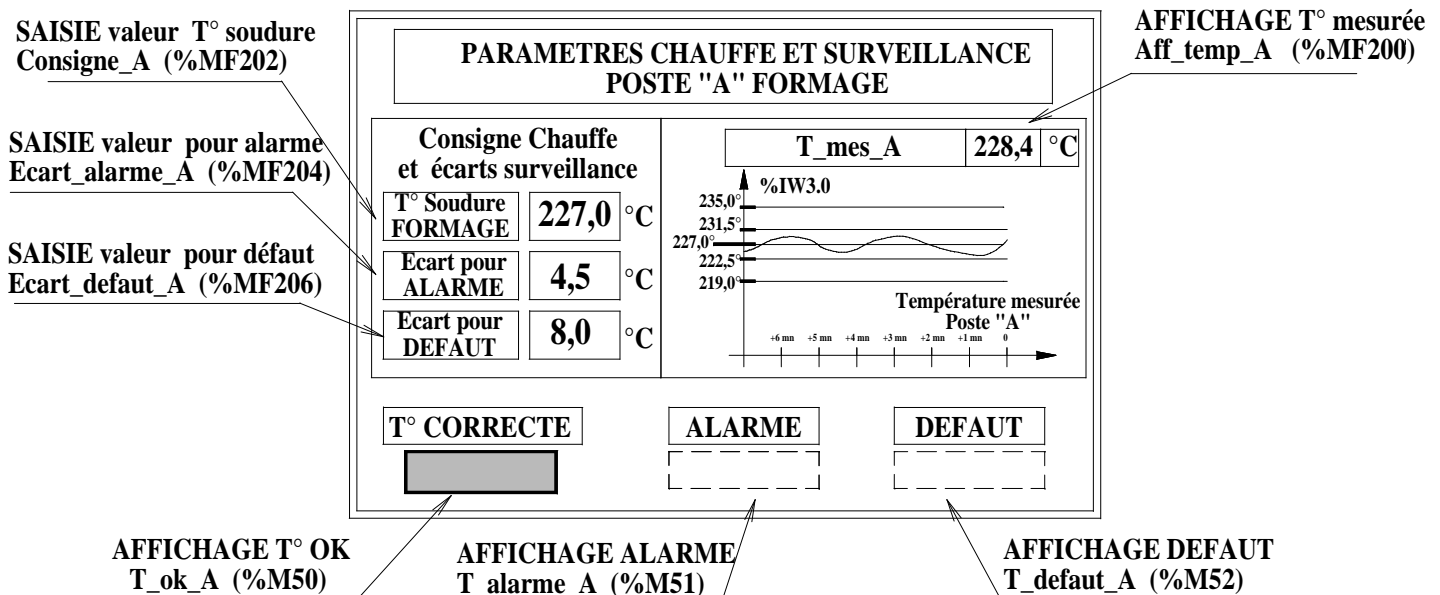 SAISIE valeur T° soudure
Consigne_A (%MF202)
SAISIE valeur pour alarme
Ecart_alarme_A (%MF204)
SAISIE valeur pour défaut
Ecart_defaut_A (%MF206)
AFFICHAGE T° mesurée
Aff_temp_A (%MF200)
PARAMETRES CHAUFFE ET SURVEILLANCE
POSTE "A" FORMAGE
Consigne Chauffe
et écarts surveillance
T° Soudure
FORMAGE
227,0 °C
Ecart pour
ALARME
4,5 °C
Ecart pour
DEFAUT
8,0 °C
T_mes_A 228,4 °C
%IW3.0
235,0°
231,5°
227,0°
222,5°
219,0°
Température mesurée
Poste "A"
+6 mn +5 mn +4 mn +3 mn +2 mn +1 mn 0
T° CORRECTE
ALARME
DEFAUT
AFFICHAGE T° OK
T_ok_A (%M50)
AFFICHAGE ALARME
T_alarme_A (%M51)
AFFICHAGE DEFAUT
T_defaut_A (%M52)